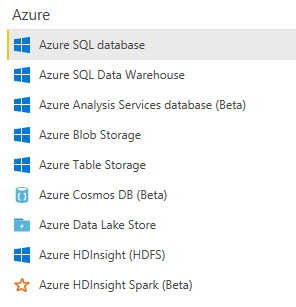 Azure
Azure SQL database
Azure SQL Data Warehouse
Azure Analysis Services database (Beta)
Azure Blob Storage
Azure Table Storage
Azure Cosmos DB (Beta)
Azure Data Lake Store
Azure HDInsight (HDFS)
Azure HDInsight Spark (Beta)